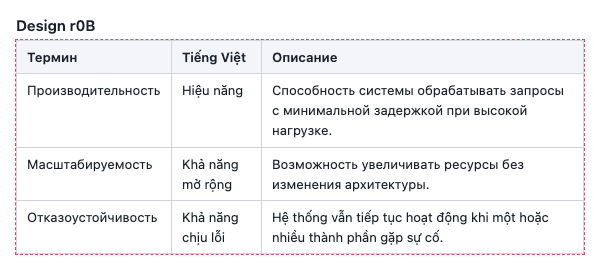 Design r0B
Термин Tiếng Việt Описание
Производительность Hiệu năng Способность системы обрабатывать запросы
с минимальной задержкой при высокой
нагрузке.
Масштабируемость Khả năng Возможность увеличивать ресурсы без
mở rộng изменения архитектуры.
Отказоустойчивость Khả năng Hệ thống vẫn tiếp tục hoạt động khi một hoặc
chịu lỗi nhiều thành phần gặp sự cố.